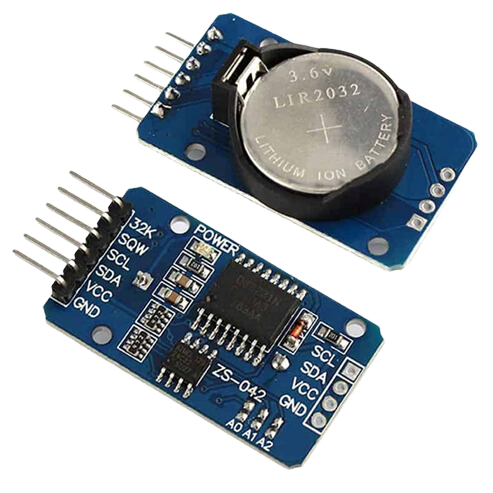 3.6v
LIR2032
LITHIUM ION BATTERY
32K
SQW
SCL
SDA
VCC
GND
POWER
ZS-042
A0 A1 A2
SCL
SDA
VCC
GND